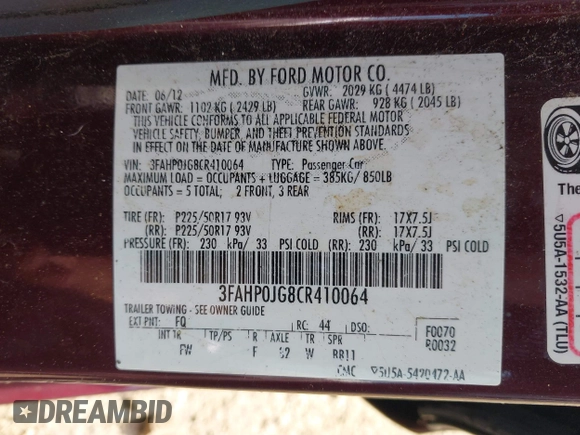 MFD. BY FORD MOTOR CO.
DATE: 06/12 GVWR: 2029 KG ( 4474 LB)
FRONT GAWR: 1102 KG ( 2429 LB) REAR GAWR: 928 KG ( 2045 LB)
THIS VEHICLE CONFORMS TO ALL APPLICABLE FEDERAL MOTOR
VEHICLE SAFETY, BUMPER, AND THEFT PREVENTION STANDARDS
IN EFFECT ON THE DATE OF MANUFACTURE SHOWN ABOVE.
VIN: 3FAHP0JG8CR410064 TYPE: Passenger Car
MAXIMUM LOAD = OCCUPANTS + LUGGAGE = 385KG/ 850LB
OCCUPANTS = 5 TOTAL; 2 FRONT, 3 REAR
TIRE (FR): P225/50R17 93V RIMS (FR): 17X7.5J
(RR): P225/50R17 93V (RR): 17X7.5J
PRESSURE (FR): 230 kPa/ 33 PSI COLD (RR): 230 kPa/ 33 PSI COLD
3FAHP0JG8CR410064
TRAILER TOWING - SEE OWNER GUIDE
EXT PNT: FQ RC: 44 DSO: F0070
INT TR TP/PS R AXLE TR SPR R0032
FW F 62 W BB11
5U5A-5420472-AA
The
5U5A-1532-AA (TLU)
DREAMBID